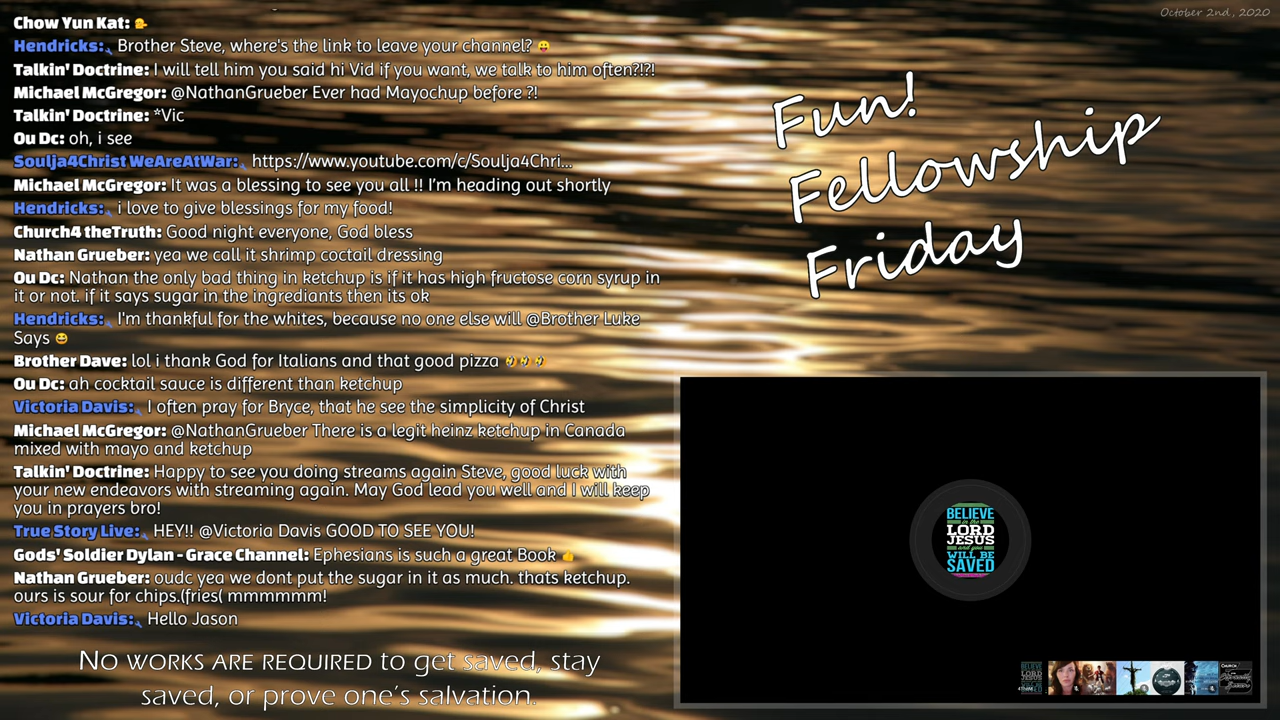 October 2nd, 2020
Chow Yun Kat:
Hendricks: Brother Steve, where's the link to leave your channel?
Talkin' Doctrine: I will tell him you said hi Vid if you want, we talk to him often?!?!
Michael McGregor: @NathanGrueber Ever had Mayochup before ?!
Talkin' Doctrine: *Vic
Ou Dc: oh, i see
Soulja4Christ WeAreAtWar: https://www.youtube.com/c/Soulja4Chri...
Michael McGregor: It was a blessing to see you all !! I'm heading out shortly
Hendricks: i love to give blessings for my food!
Church4 theTruth: Good night everyone, God bless
Nathan Grueber: yea we call it shrimp coctail dressing
Ou Dc: Nathan the only bad thing in ketchup is if it has high fructose corn syrup in
it or not. if it says sugar in the ingrediants then its ok
Hendricks: I'm thankful for the whites, because no one else will @Brother Luke
Says
Brother Dave: lol i thank God for Italians and that good pizza
Ou Dc: ah cocktail sauce is different than ketchup
Victoria Davis: I often pray for Bryce, that he see the simplicity of Christ
Michael McGregor: @NathanGrueber There is a legit heinz ketchup in Canada
mixed with mayo and ketchup
Talkin' Doctrine: Happy to see you doing streams again Steve, good luck with
your new endeavors with streaming again. May God lead you well and I will keep
you in prayers bro!
True Story Live: HEY!! @Victoria Davis GOOD TO SEE YOU!
Gods' Soldier Dylan - Grace Channel: Ephesians is such a great Book
Nathan Grueber: oudc yea we dont put the sugar in it as much. thats ketchup.
ours is sour for chips.(fries( mmmmmm!
Victoria Davis: Hello Jason
No works are required to get saved, stay
saved, or prove one's salvation.
Fun!
Fellowship
Friday
BELIEVE
in the
LORD
JESUS
and you
WILL BE
SAVED